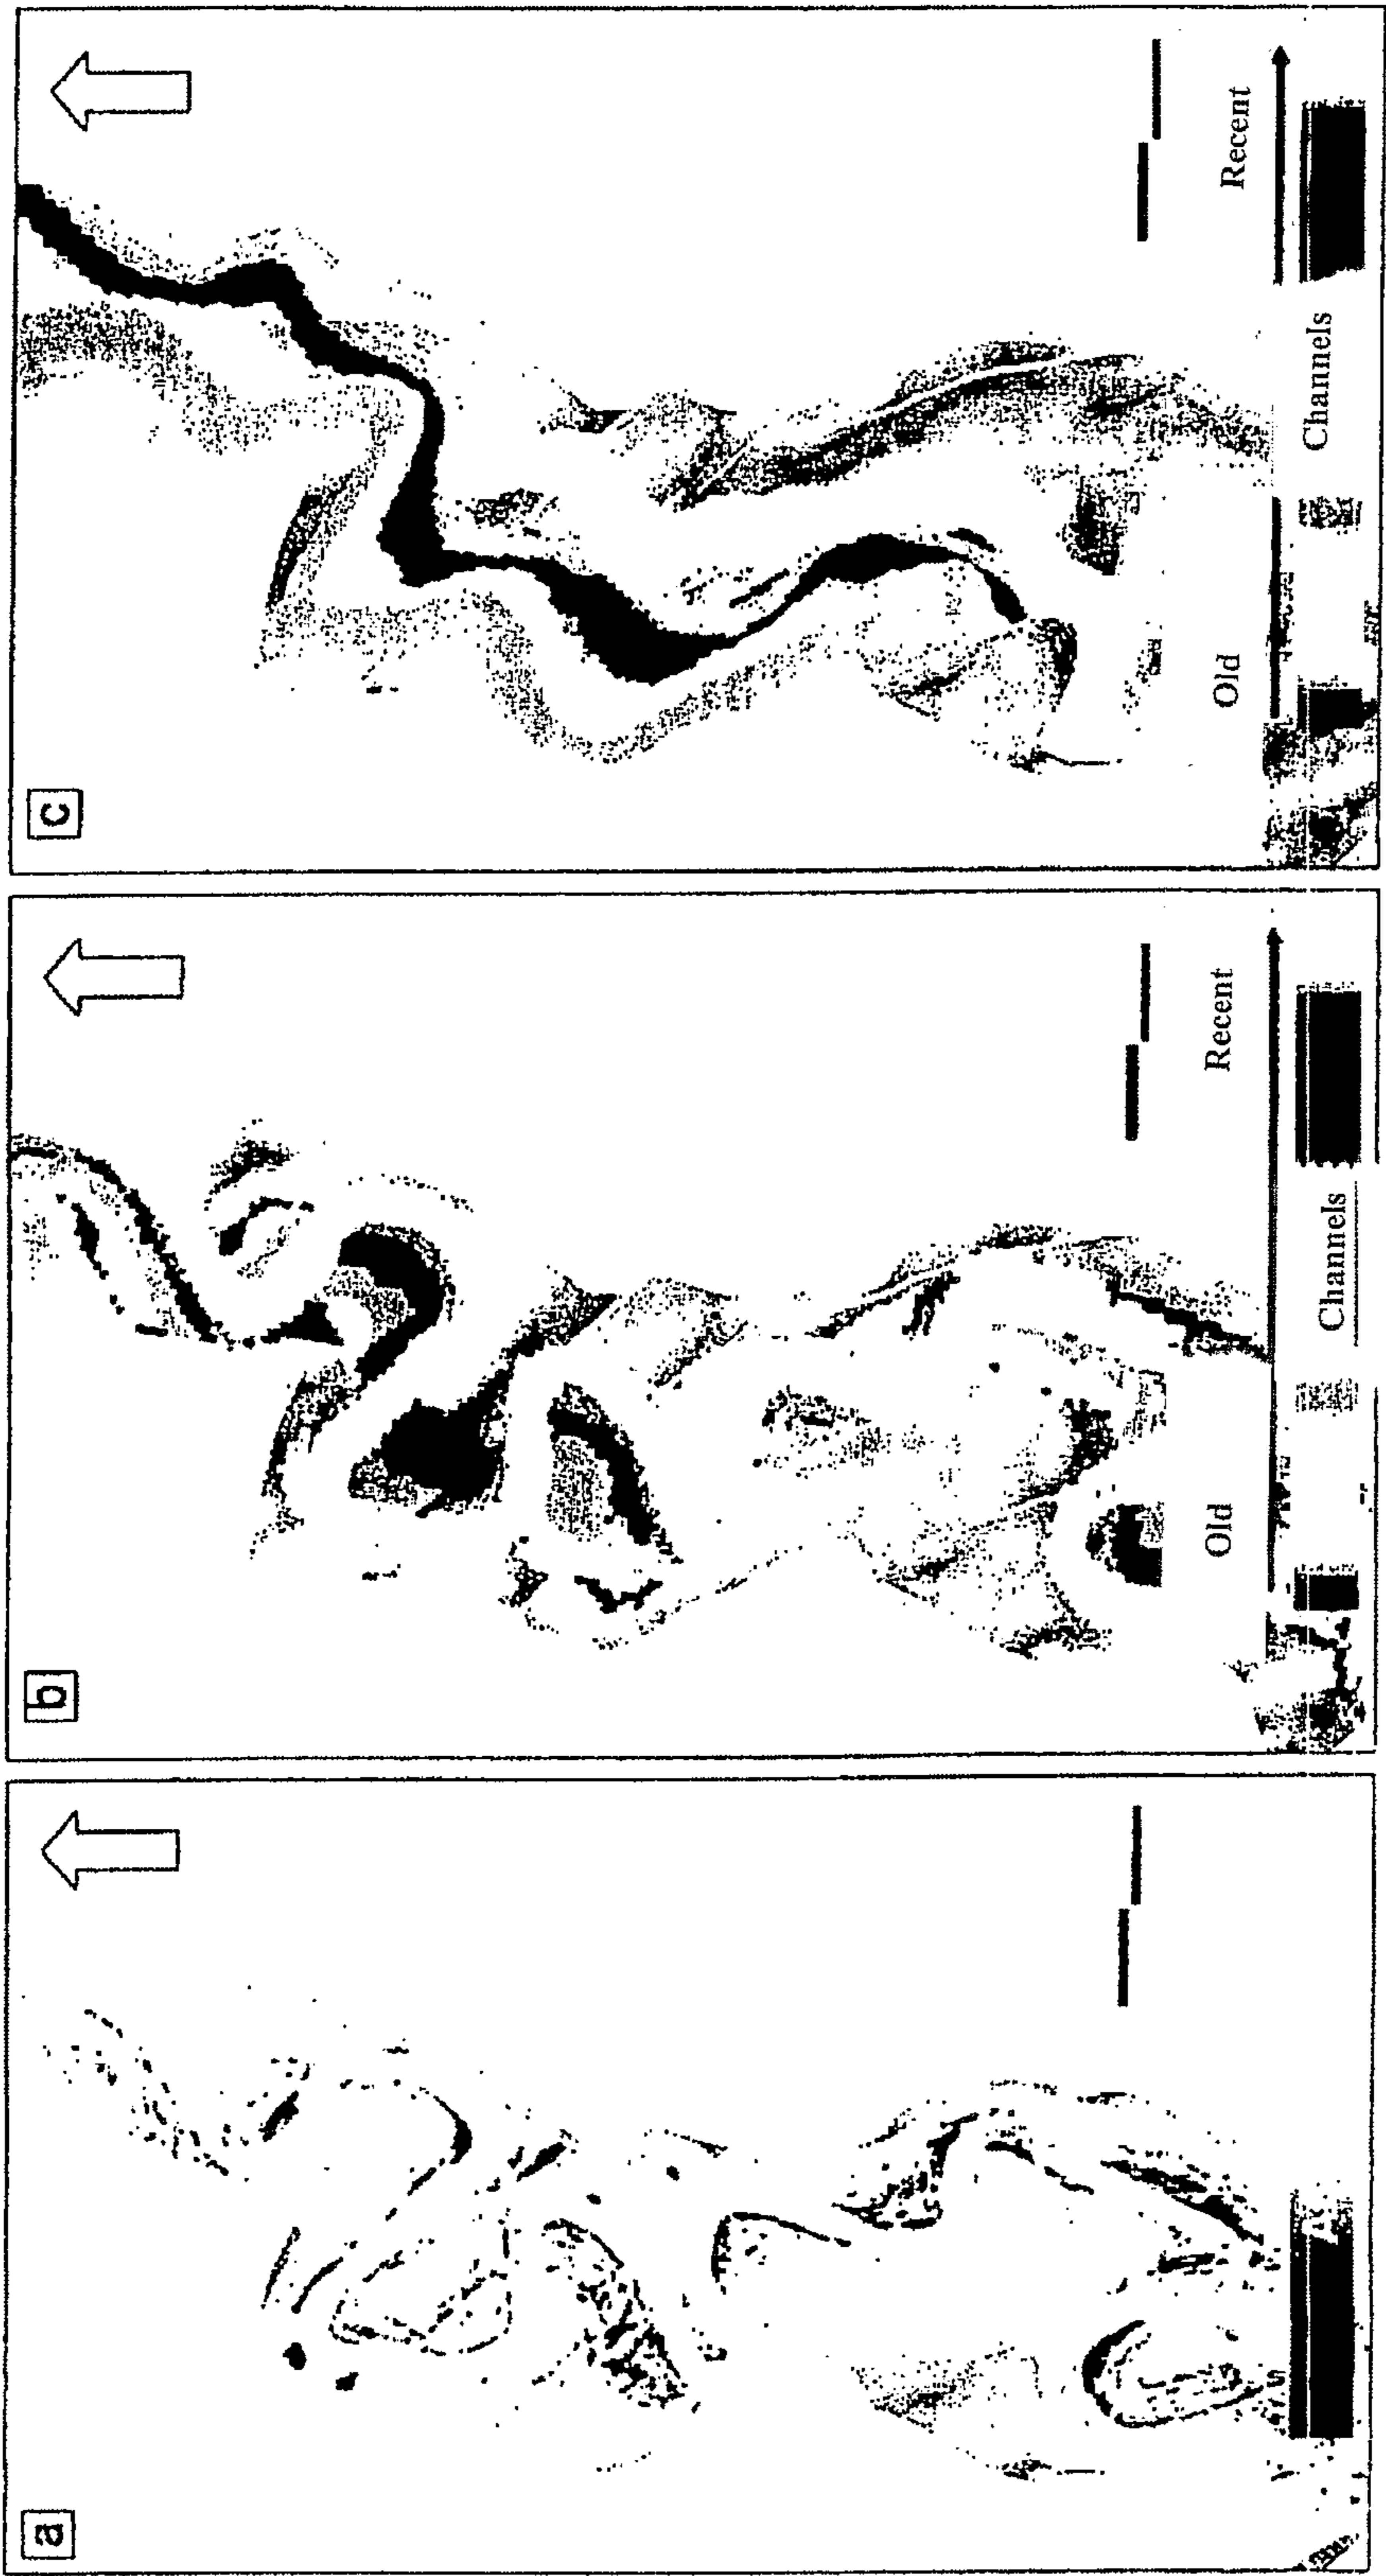 a
b
Old
Recent
Channels
c
Old
Recent
Channels